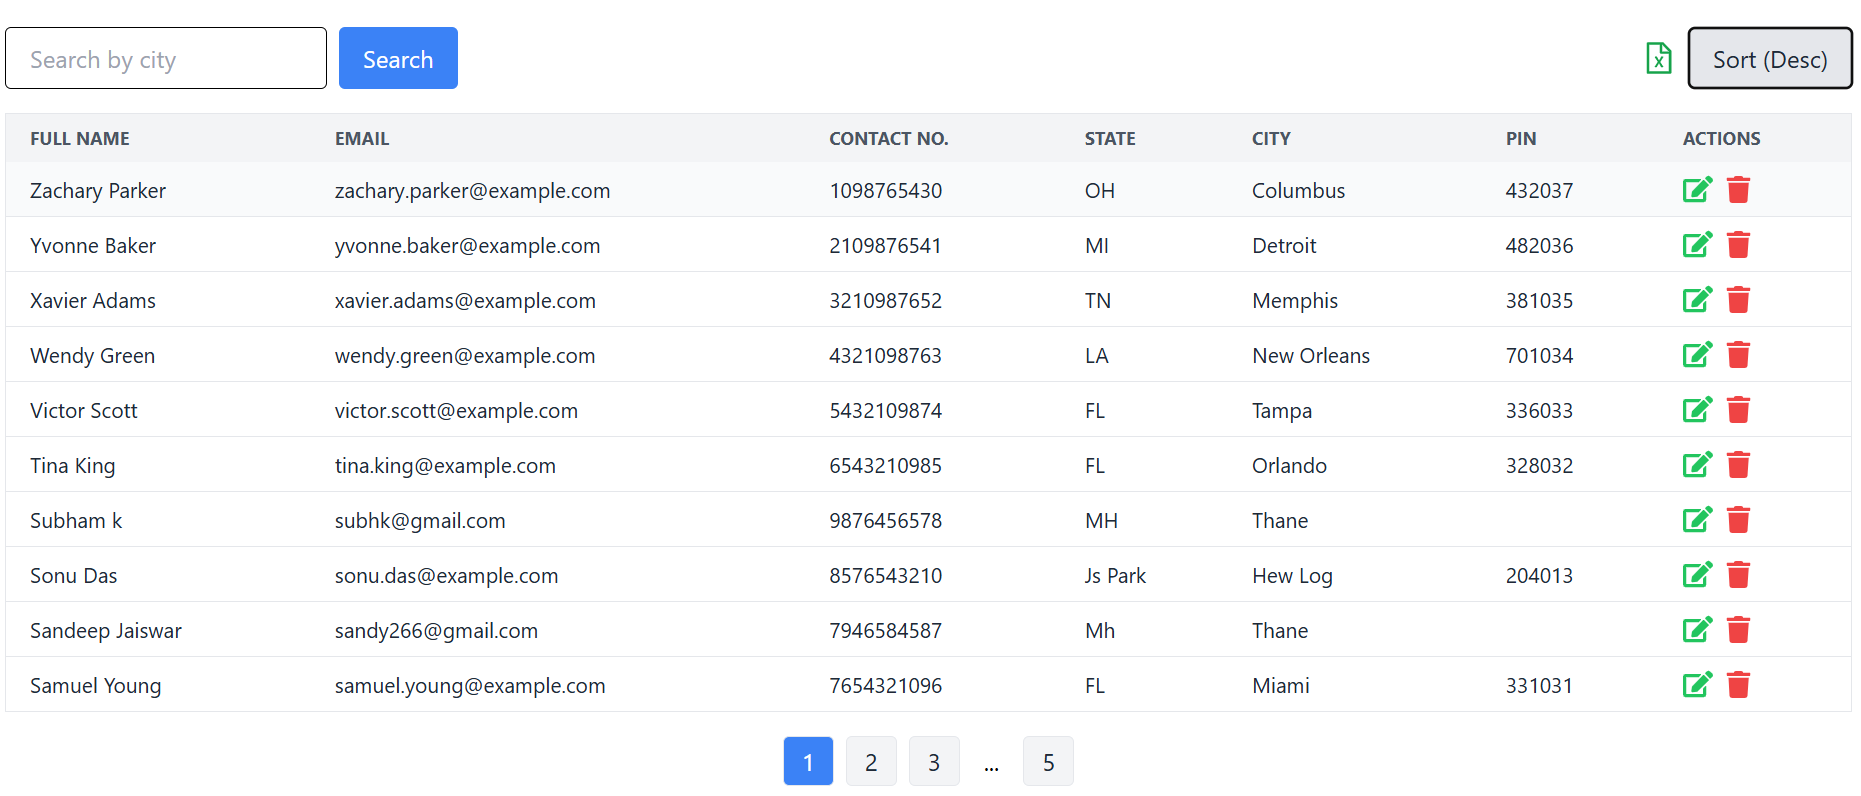 Search by city Search Sort (Desc)
FULL NAME EMAIL CONTACT NO. STATE CITY PIN ACTIONS
Zachary Parker zachary.parker@example.com 1098765430 OH Columbus 432037
Yvonne Baker yvonne.baker@example.com 2109876541 MI Detroit 482036
Xavier Adams xavier.adams@example.com 3210987652 TN Memphis 381035
Wendy Green wendy.green@example.com 4321098763 LA New Orleans 701034
Victor Scott victor.scott@example.com 5432109874 FL Tampa 336033
Tina King tina.king@example.com 6543210985 FL Orlando 328032
Subham k subhk@gmail.com 9876456578 MH Thane
Sonu Das sonu.das@example.com 8576543210 Js Park Hew Log 204013
Sandeep Jaiswar sandy266@gmail.com 7946584587 Mh Thane
Samuel Young samuel.young@example.com 7654321096 FL Miami 331031
1 2 3 ... 5